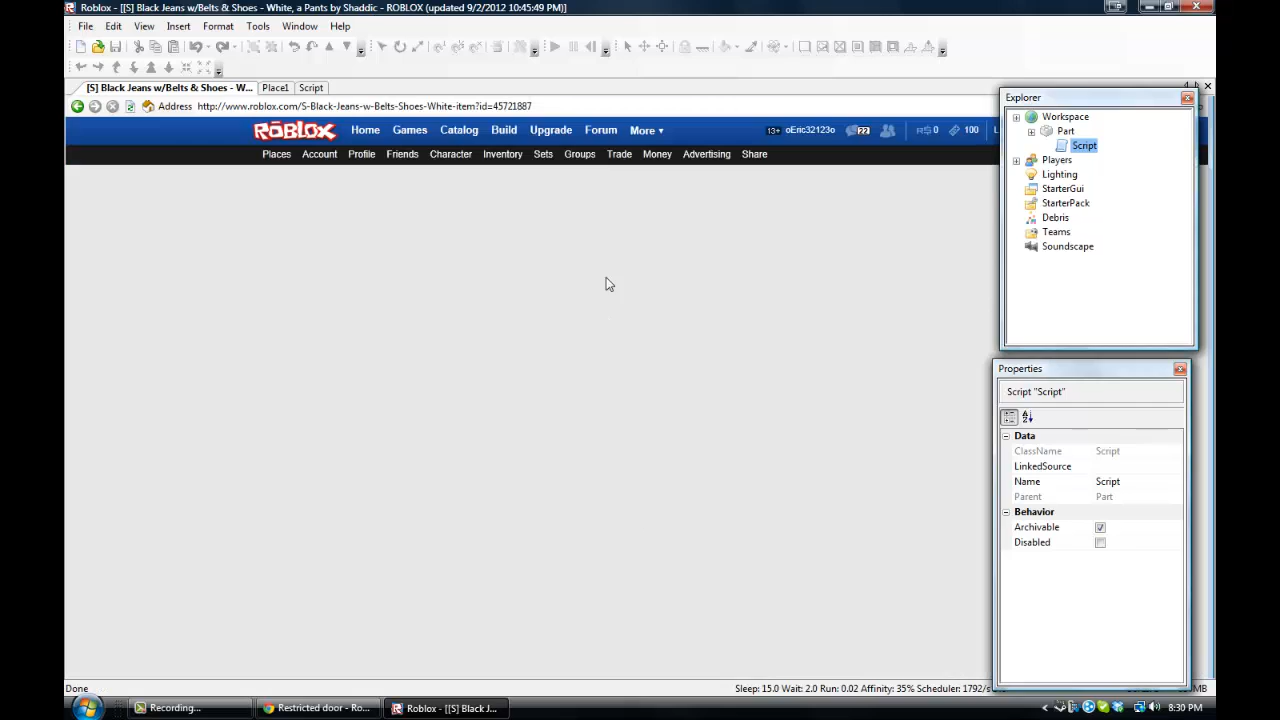 Roblox - [[S] Black Jeans w/Belts & Shoes - White, a Pants by Shaddic - ROBLOX (updated 9/2/2012 10:45:49 PM)]
File Edit View Insert Format Tools Window Help
[S] Black Jeans w/Belts & Shoes - W... Place1 Script
Address http://www.roblox.com/S-Black-Jeans-w-Belts-Shoes-White-item?id=45721887
ROBLOX Home Games Catalog Build Upgrade Forum More 13+ oEric32123o 22 R$ 0 100
Places Account Profile Friends Character Inventory Sets Groups Trade Money Advertising Share
Explorer
Workspace
Part
Script
Players
Lighting
StarterGui
StarterPack
Debris
Teams
Soundscape
Properties
Script "Script"
Data
ClassName Script
LinkedSource
Name Script
Parent Part
Behavior
Archivable
Disabled
Done Sleep: 15.0 Wait: 2.0 Run: 0.02 Affinity: 35% Scheduler: 1792/s
Recording... Restricted door - Ro... Roblox - [[S] Black J... 8:30 PM